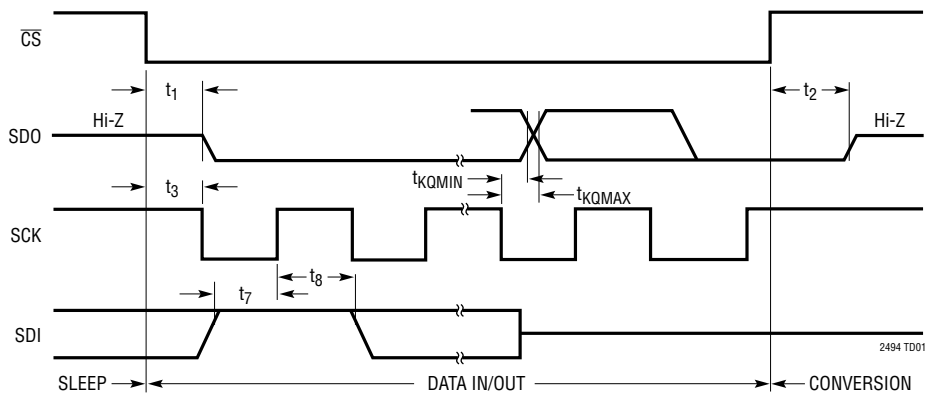 CS
t1
t2
Hi-Z
Hi-Z
SDO
tKQMIN
t3
tKQMAX
SCK
t8
t7
SDI
2494 TD01
SLEEP
DATA IN/OUT
CONVERSION